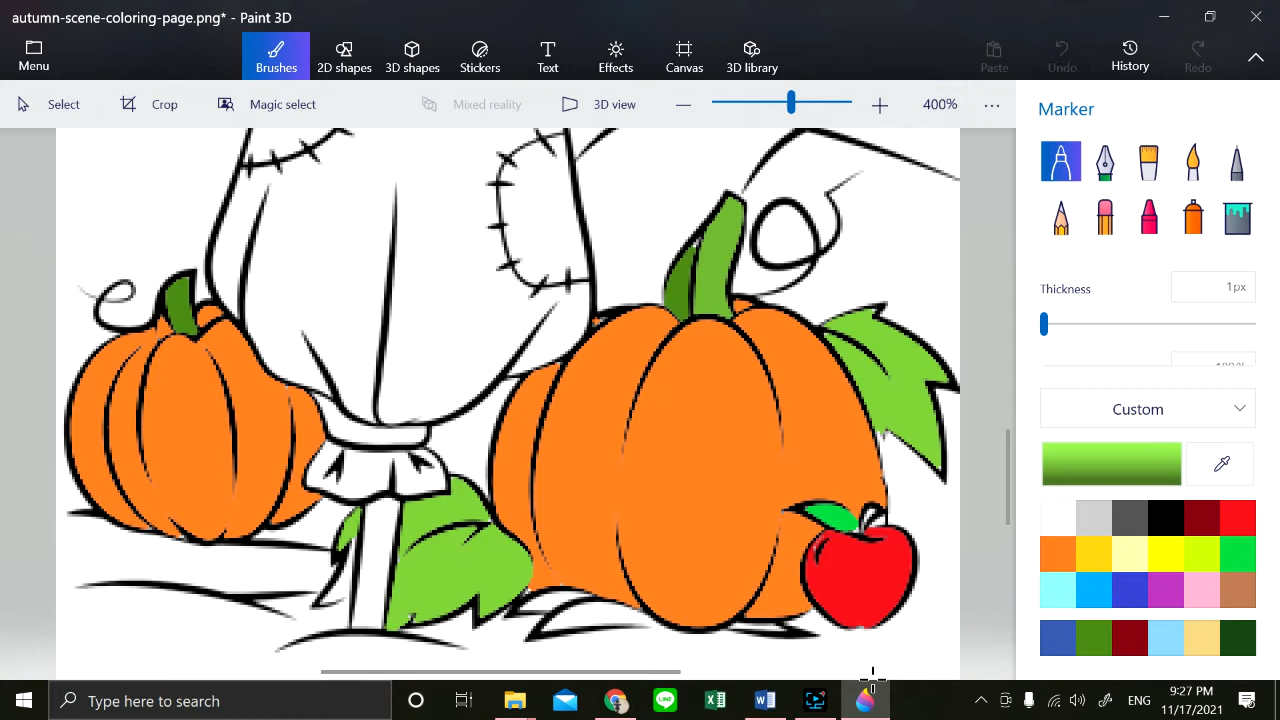 autumn-scene-coloring-page.png* - Paint 3D
Menu
Brushes
2D shapes
3D shapes
Stickers
Text
Effects
Canvas
3D library
Paste
Undo
History
Redo
Select
Crop
Magic select
Mixed reality
3D view
400%
Marker
Thickness
1px
Custom
Type here to search
LINE
ENG
9:27 PM
11/17/2021